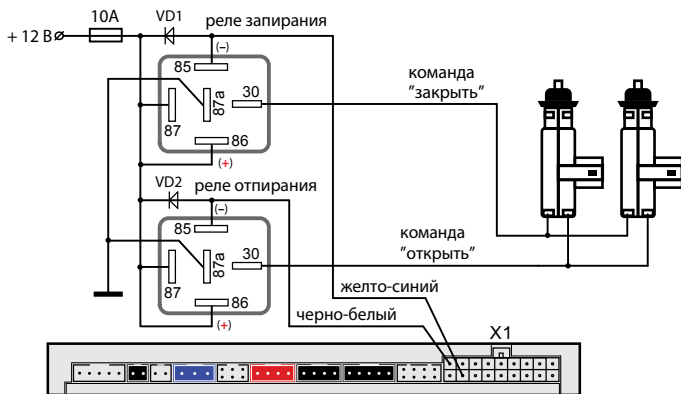 10А
VD1
реле запирания
+ 12 В
(–)
85
30
87а
87
86
(+)
команда
"закрыть"
VD2
реле отпирания
(–)
85
30
87а
87
86
(+)
команда
"открыть"
желто-синий
черно-белый
X1